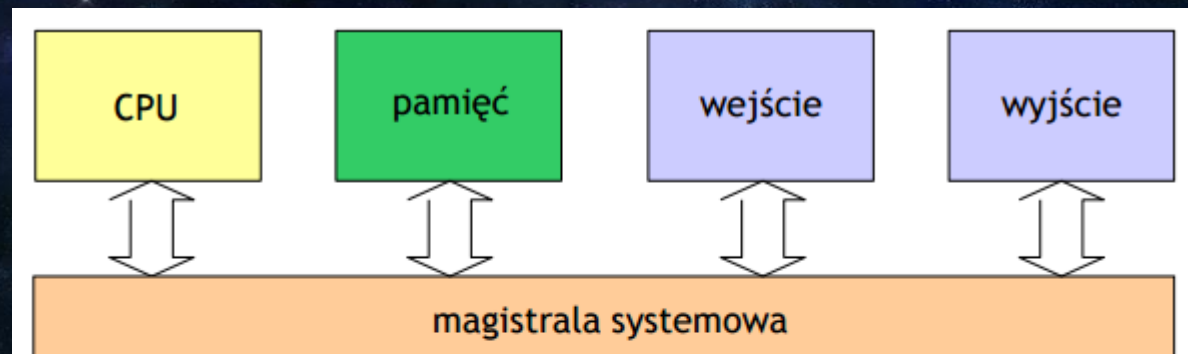 CPU
pamięć
wejście
wyjście
magistrala systemowa